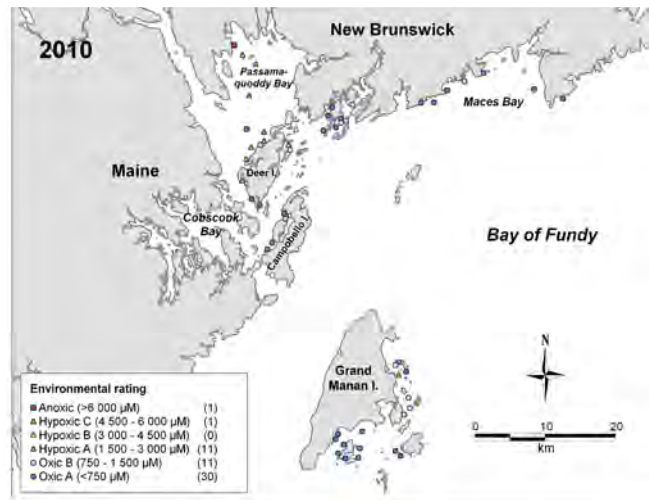 2010
New Brunswick
Passama-
quoddy Bay
Maces Bay
Maine
Deer I.
Cobscook
Bay
Campobello I.
Bay of Fundy
Grand
Manan I.
N
Environmental rating
Anoxic (>6 000 µM) (1)
Hypoxic C (4 500 - 6 000 µM) (1)
Hypoxic B (3 000 - 4 500 µM) (0)
Hypoxic A (1 500 - 3 000 µM) (11)
Oxic B (750 - 1 500 µM) (11)
Oxic A (<750 µM) (30)
20 10 0 20
km